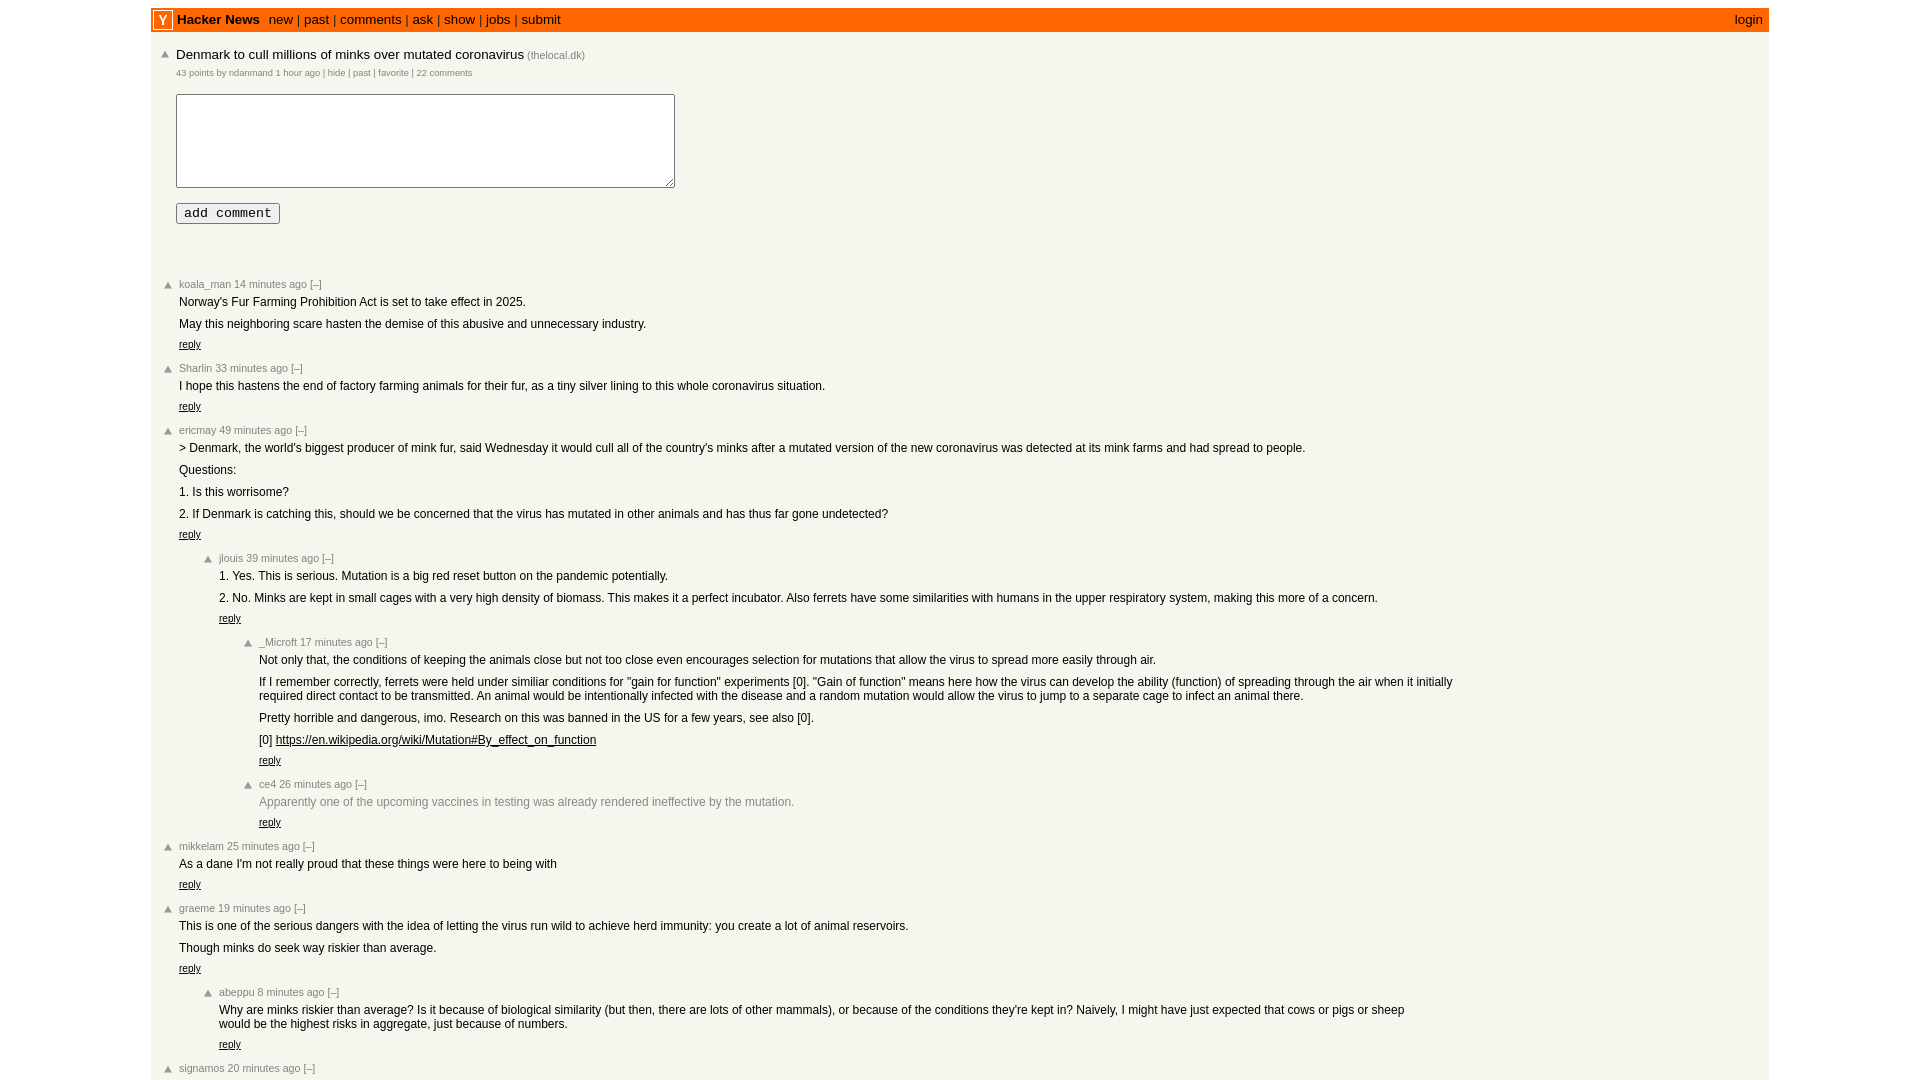 Y Hacker News new | past | comments | ask | show | jobs | submit login
Denmark to cull millions of minks over mutated coronavirus (thelocal.dk)
43 points by ndanmand 1 hour ago | hide | past | favorite | 22 comments
add comment
koala_man 14 minutes ago [–]
Norway's Fur Farming Prohibition Act is set to take effect in 2025.
May this neighboring scare hasten the demise of this abusive and unnecessary industry.
reply
Sharlin 33 minutes ago [–]
I hope this hastens the end of factory farming animals for their fur, as a tiny silver lining to this whole coronavirus situation.
reply
ericmay 49 minutes ago [–]
> Denmark, the world's biggest producer of mink fur, said Wednesday it would cull all of the country's minks after a mutated version of the new coronavirus was detected at its mink farms and had spread to people.
Questions:
1. Is this worrisome?
2. If Denmark is catching this, should we be concerned that the virus has mutated in other animals and has thus far gone undetected?
reply
jlouis 39 minutes ago [–]
1. Yes. This is serious. Mutation is a big red reset button on the pandemic potentially.
2. No. Minks are kept in small cages with a very high density of biomass. This makes it a perfect incubator. Also ferrets have some similarities with humans in the upper respiratory system, making this more of a concern.
reply
_Microft 17 minutes ago [–]
Not only that, the conditions of keeping the animals close but not too close even encourages selection for mutations that allow the virus to spread more easily through air.
If I remember correctly, ferrets were held under similiar conditions for "gain for function" experiments [0]. "Gain of function" means here how the virus can develop the ability (function) of spreading through the air when it initially
required direct contact to be transmitted. An animal would be intentionally infected with the disease and a random mutation would allow the virus to jump to a separate cage to infect an animal there.
Pretty horrible and dangerous, imo. Research on this was banned in the US for a few years, see also [0].
[0] https://en.wikipedia.org/wiki/Mutation#By_effect_on_function
reply
ce4 26 minutes ago [–]
Apparently one of the upcoming vaccines in testing was already rendered ineffective by the mutation.
reply
mikkelam 25 minutes ago [–]
As a dane I'm not really proud that these things were here to being with
reply
graeme 19 minutes ago [–]
This is one of the serious dangers with the idea of letting the virus run wild to achieve herd immunity: you create a lot of animal reservoirs.
Though minks do seek way riskier than average.
reply
abeppu 8 minutes ago [–]
Why are minks riskier than average? Is it because of biological similarity (but then, there are lots of other mammals), or because of the conditions they're kept in? Naively, I might have just expected that cows or pigs or sheep
would be the highest risks in aggregate, just because of numbers.
reply
signamos 20 minutes ago [–]